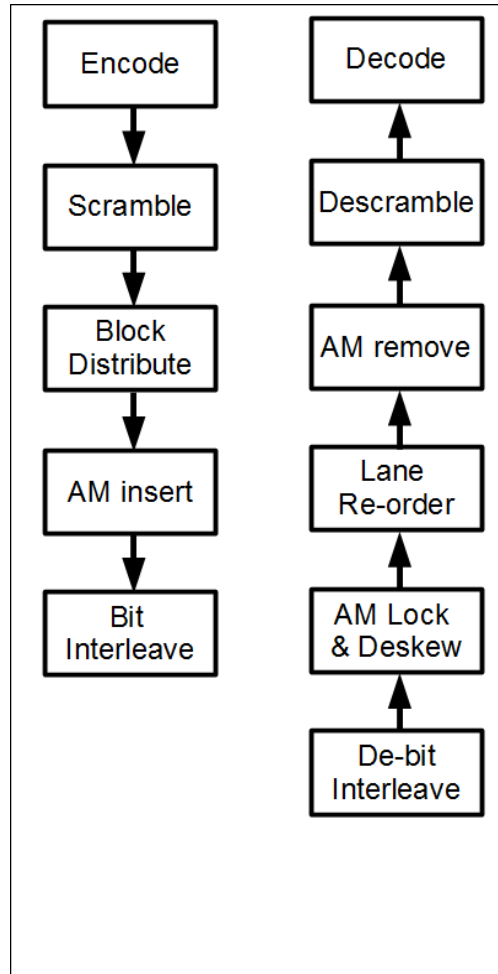 Encode
Scramble
Block
Distribute
AM insert
Bit
Interleave
Decode
Descramble
AM remove
Lane
Re-order
AM Lock
& Deskew
De-bit
Interleave